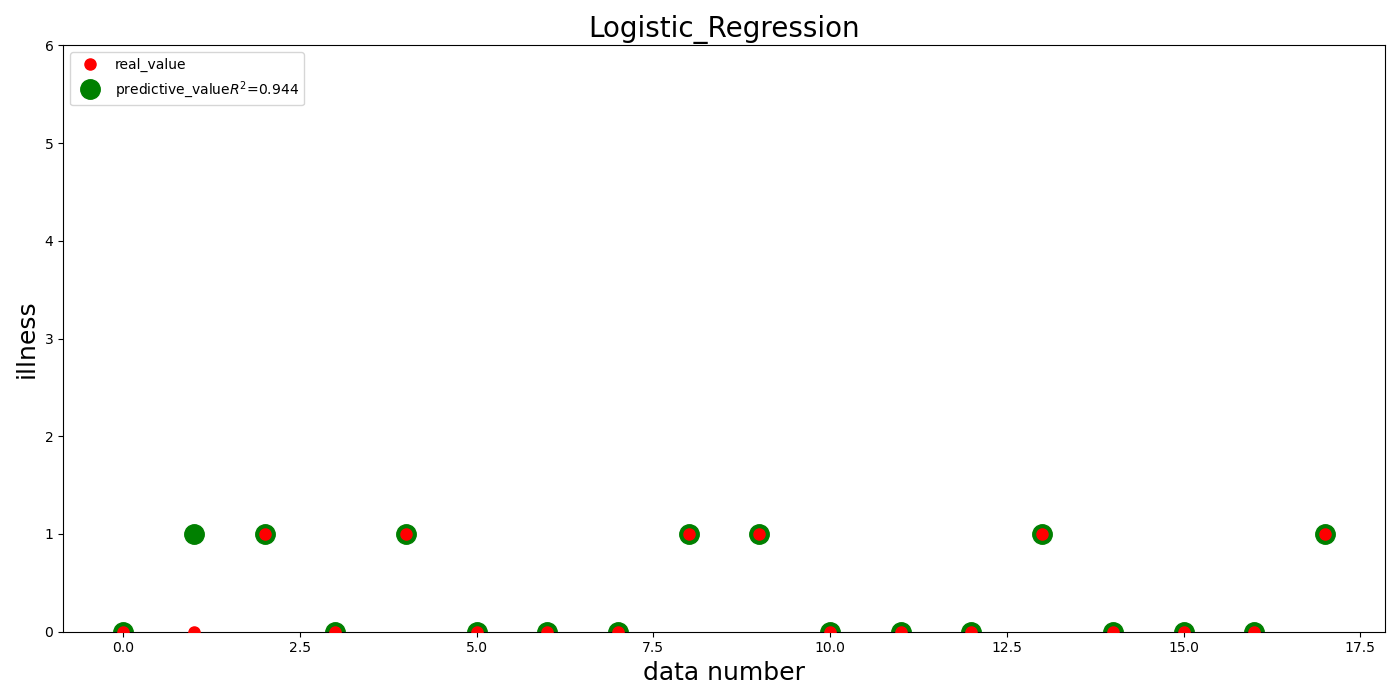 Logistic_Regression
real_value
predictive_valueR²=0.944
6
5
4
3
2
1
0
illness
0.0 2.5 5.0 7.5 10.0 12.5 15.0 17.5
data number